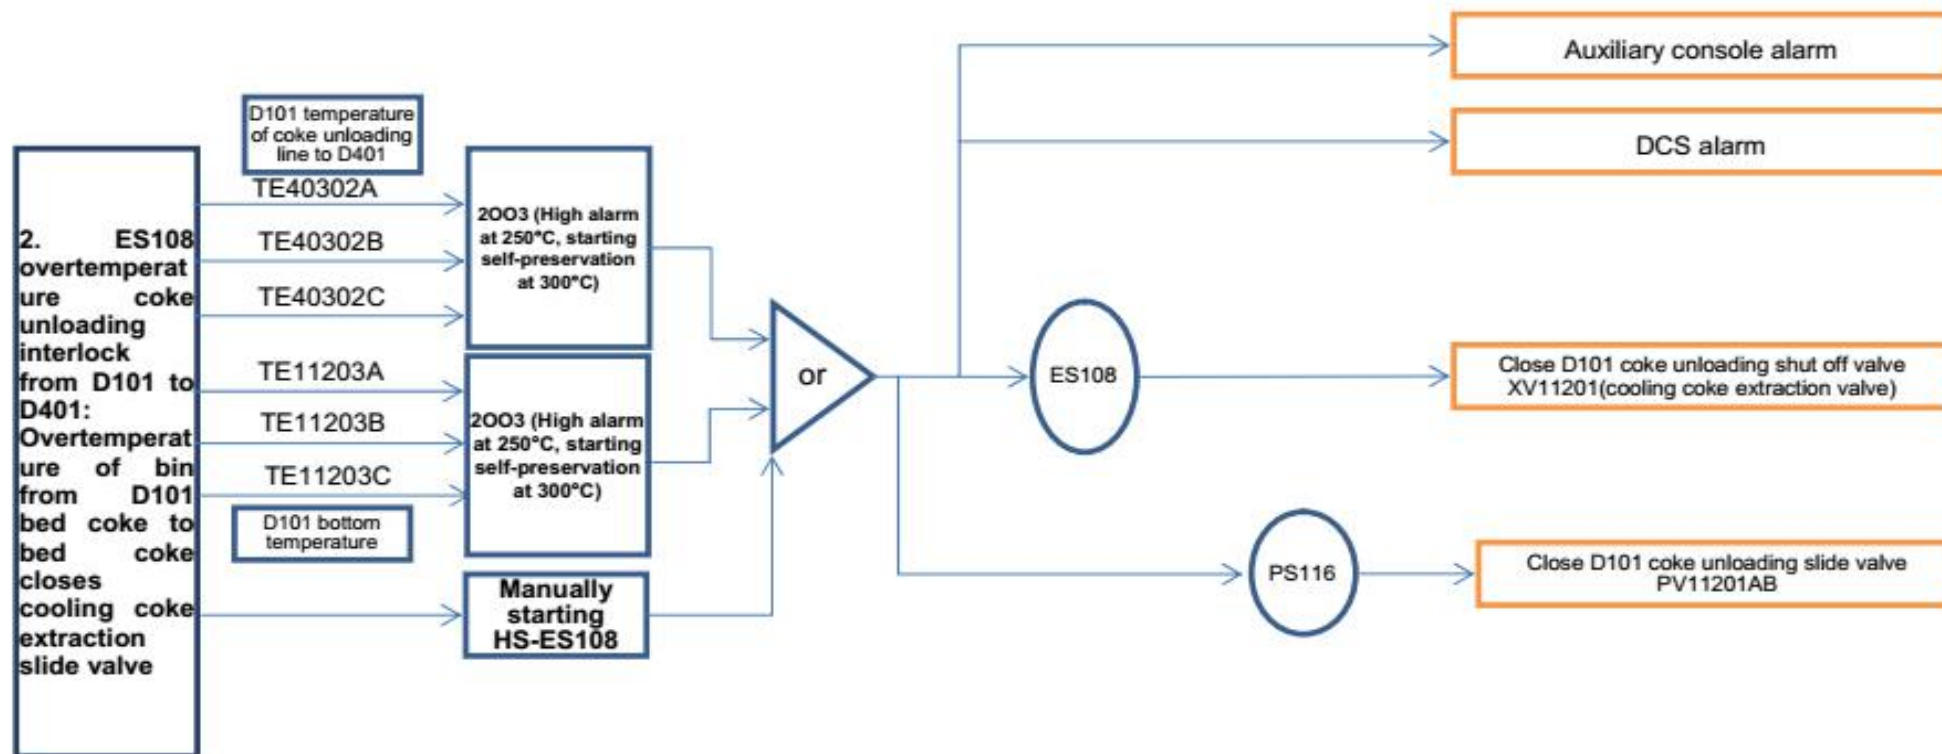 2. ES108
overtemperat
ure coke
unloading
interlock
from D101 to
D401:
Overtemperat
ure of bin
from D101
bed coke to
bed coke
closes
cooling coke
extraction
slide valve
D101 temperature
of coke unloading
line to D401
TE40302A
TE40302B
TE40302C
TE11203A
TE11203B
TE11203C
D101 bottom
temperature
2OO3 (High alarm
at 250°C, starting
self-preservation
at 300°C)
2OO3 (High alarm
at 250°C, starting
self-preservation
at 300°C)
Manually
starting
HS-ES108
or
ES108
PS116
Auxiliary console alarm
DCS alarm
Close D101 coke unloading shut off valve
XV11201(cooling coke extraction valve)
Close D101 coke unloading slide valve
PV11201AB